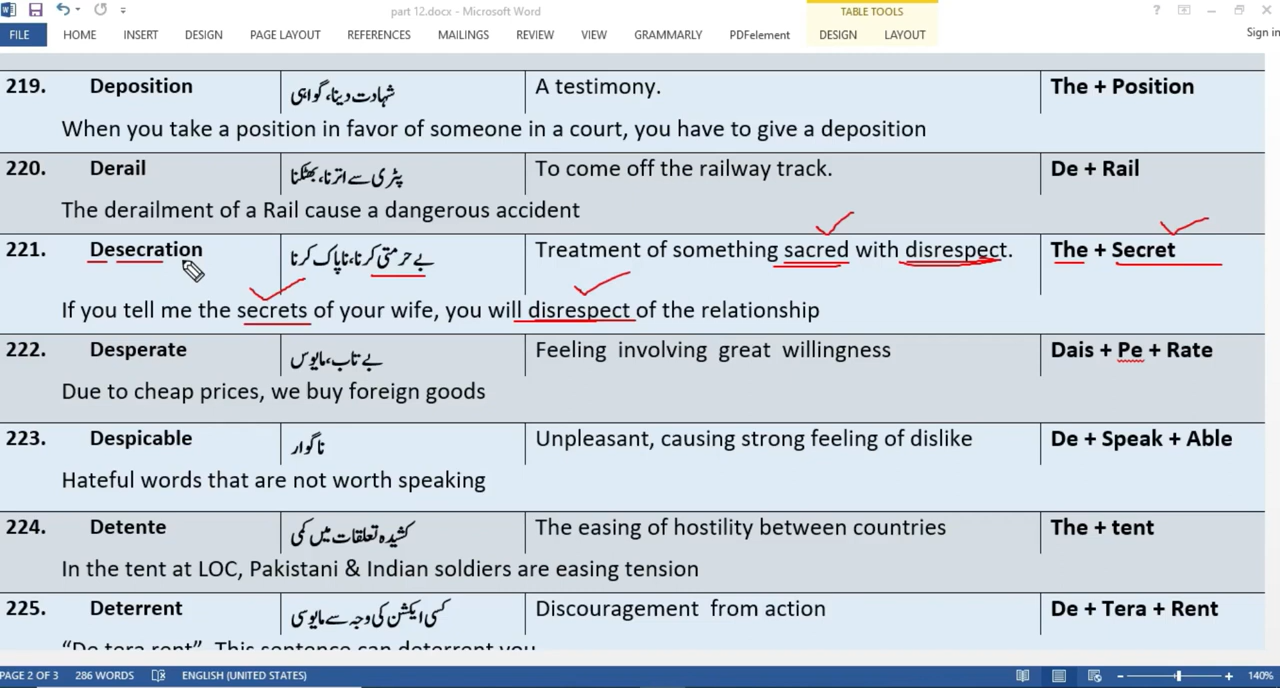 part 12.docx - Microsoft Word
TABLE TOOLS
?
FILE HOME INSERT DESIGN PAGE LAYOUT REFERENCES MAILINGS REVIEW VIEW GRAMMARLY PDFelement DESIGN LAYOUT Sign in
219. Deposition شہادت دینا، گواہی A testimony. The + Position
When you take a position in favor of someone in a court, you have to give a deposition
220. Derail پٹری سے اترنا، بھٹکنا To come off the railway track. De + Rail
The derailment of a Rail cause a dangerous accident
221. Desecration بے حرمتی کرنا، ناپاک کرنا Treatment of something sacred with disrespect. The + Secret
If you tell me the secrets of your wife, you will disrespect of the relationship
222. Desperate بے تاب، مایوس Feeling involving great willingness Dais + Pe + Rate
Due to cheap prices, we buy foreign goods
223. Despicable ناگوار Unpleasant, causing strong feeling of dislike De + Speak + Able
Hateful words that are not worth speaking
224. Detente کشیدہ تعلقات میں کمی The easing of hostility between countries The + tent
In the tent at LOC, Pakistani & Indian soldiers are easing tension
225. Deterrent کسی ایکشن کی وجہ سے مایوسی Discouragement from action De + Tera + Rent
“De tera rent”. This sentence can deterrent you
PAGE 2 OF 3 286 WORDS ENGLISH (UNITED STATES) 140%